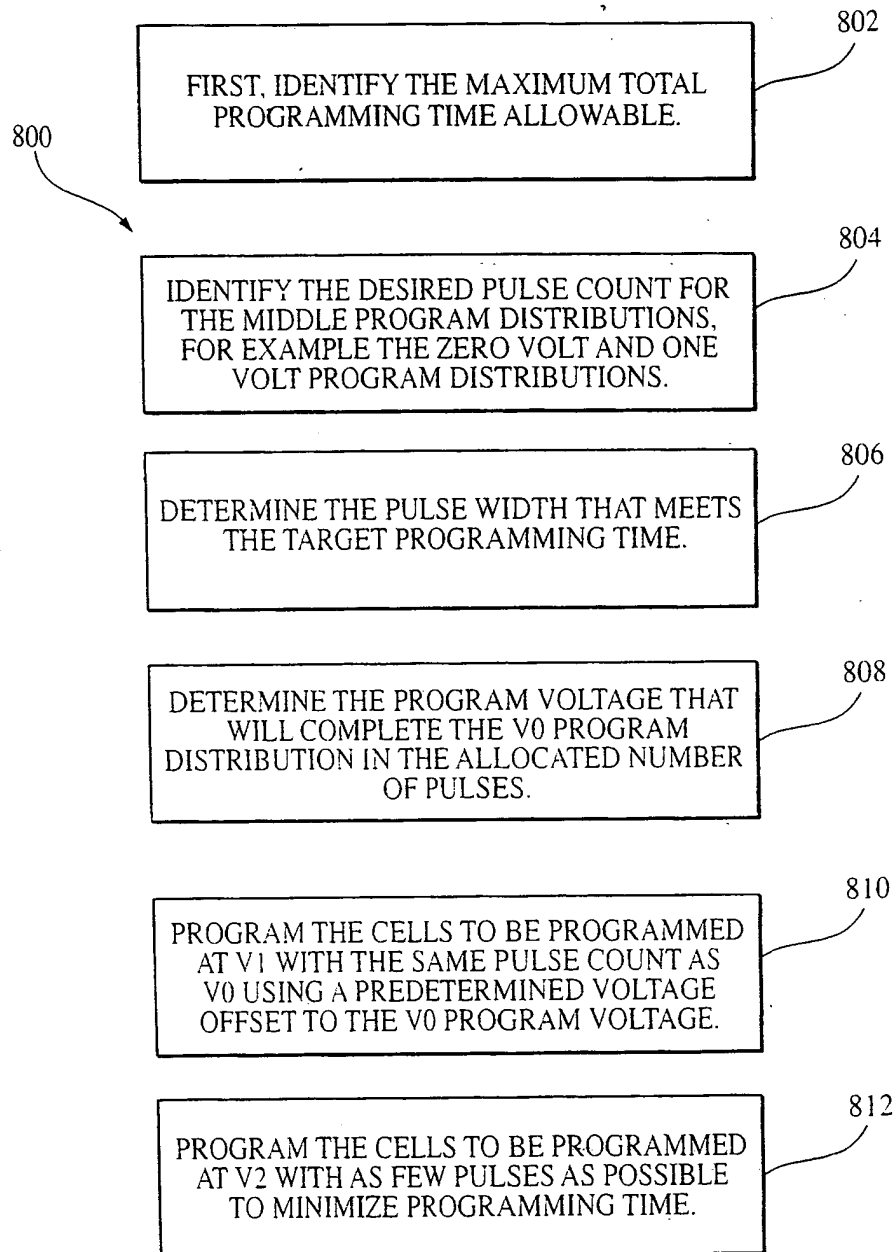 802
FIRST, IDENTIFY THE MAXIMUM TOTAL
PROGRAMMING TIME ALLOWABLE.
800
804
IDENTIFY THE DESIRED PULSE COUNT FOR
THE MIDDLE PROGRAM DISTRIBUTIONS,
FOR EXAMPLE THE ZERO VOLT AND ONE
VOLT PROGRAM DISTRIBUTIONS.
806
DETERMINE THE PULSE WIDTH THAT MEETS
THE TARGET PROGRAMMING TIME.
808
DETERMINE THE PROGRAM VOLTAGE THAT
WILL COMPLETE THE V0 PROGRAM
DISTRIBUTION IN THE ALLOCATED NUMBER
OF PULSES.
810
PROGRAM THE CELLS TO BE PROGRAMMED
AT V1 WITH THE SAME PULSE COUNT AS
V0 USING A PREDETERMINED VOLTAGE
OFFSET TO THE V0 PROGRAM VOLTAGE.
812
PROGRAM THE CELLS TO BE PROGRAMMED
AT V2 WITH AS FEW PULSES AS POSSIBLE
TO MINIMIZE PROGRAMMING TIME.